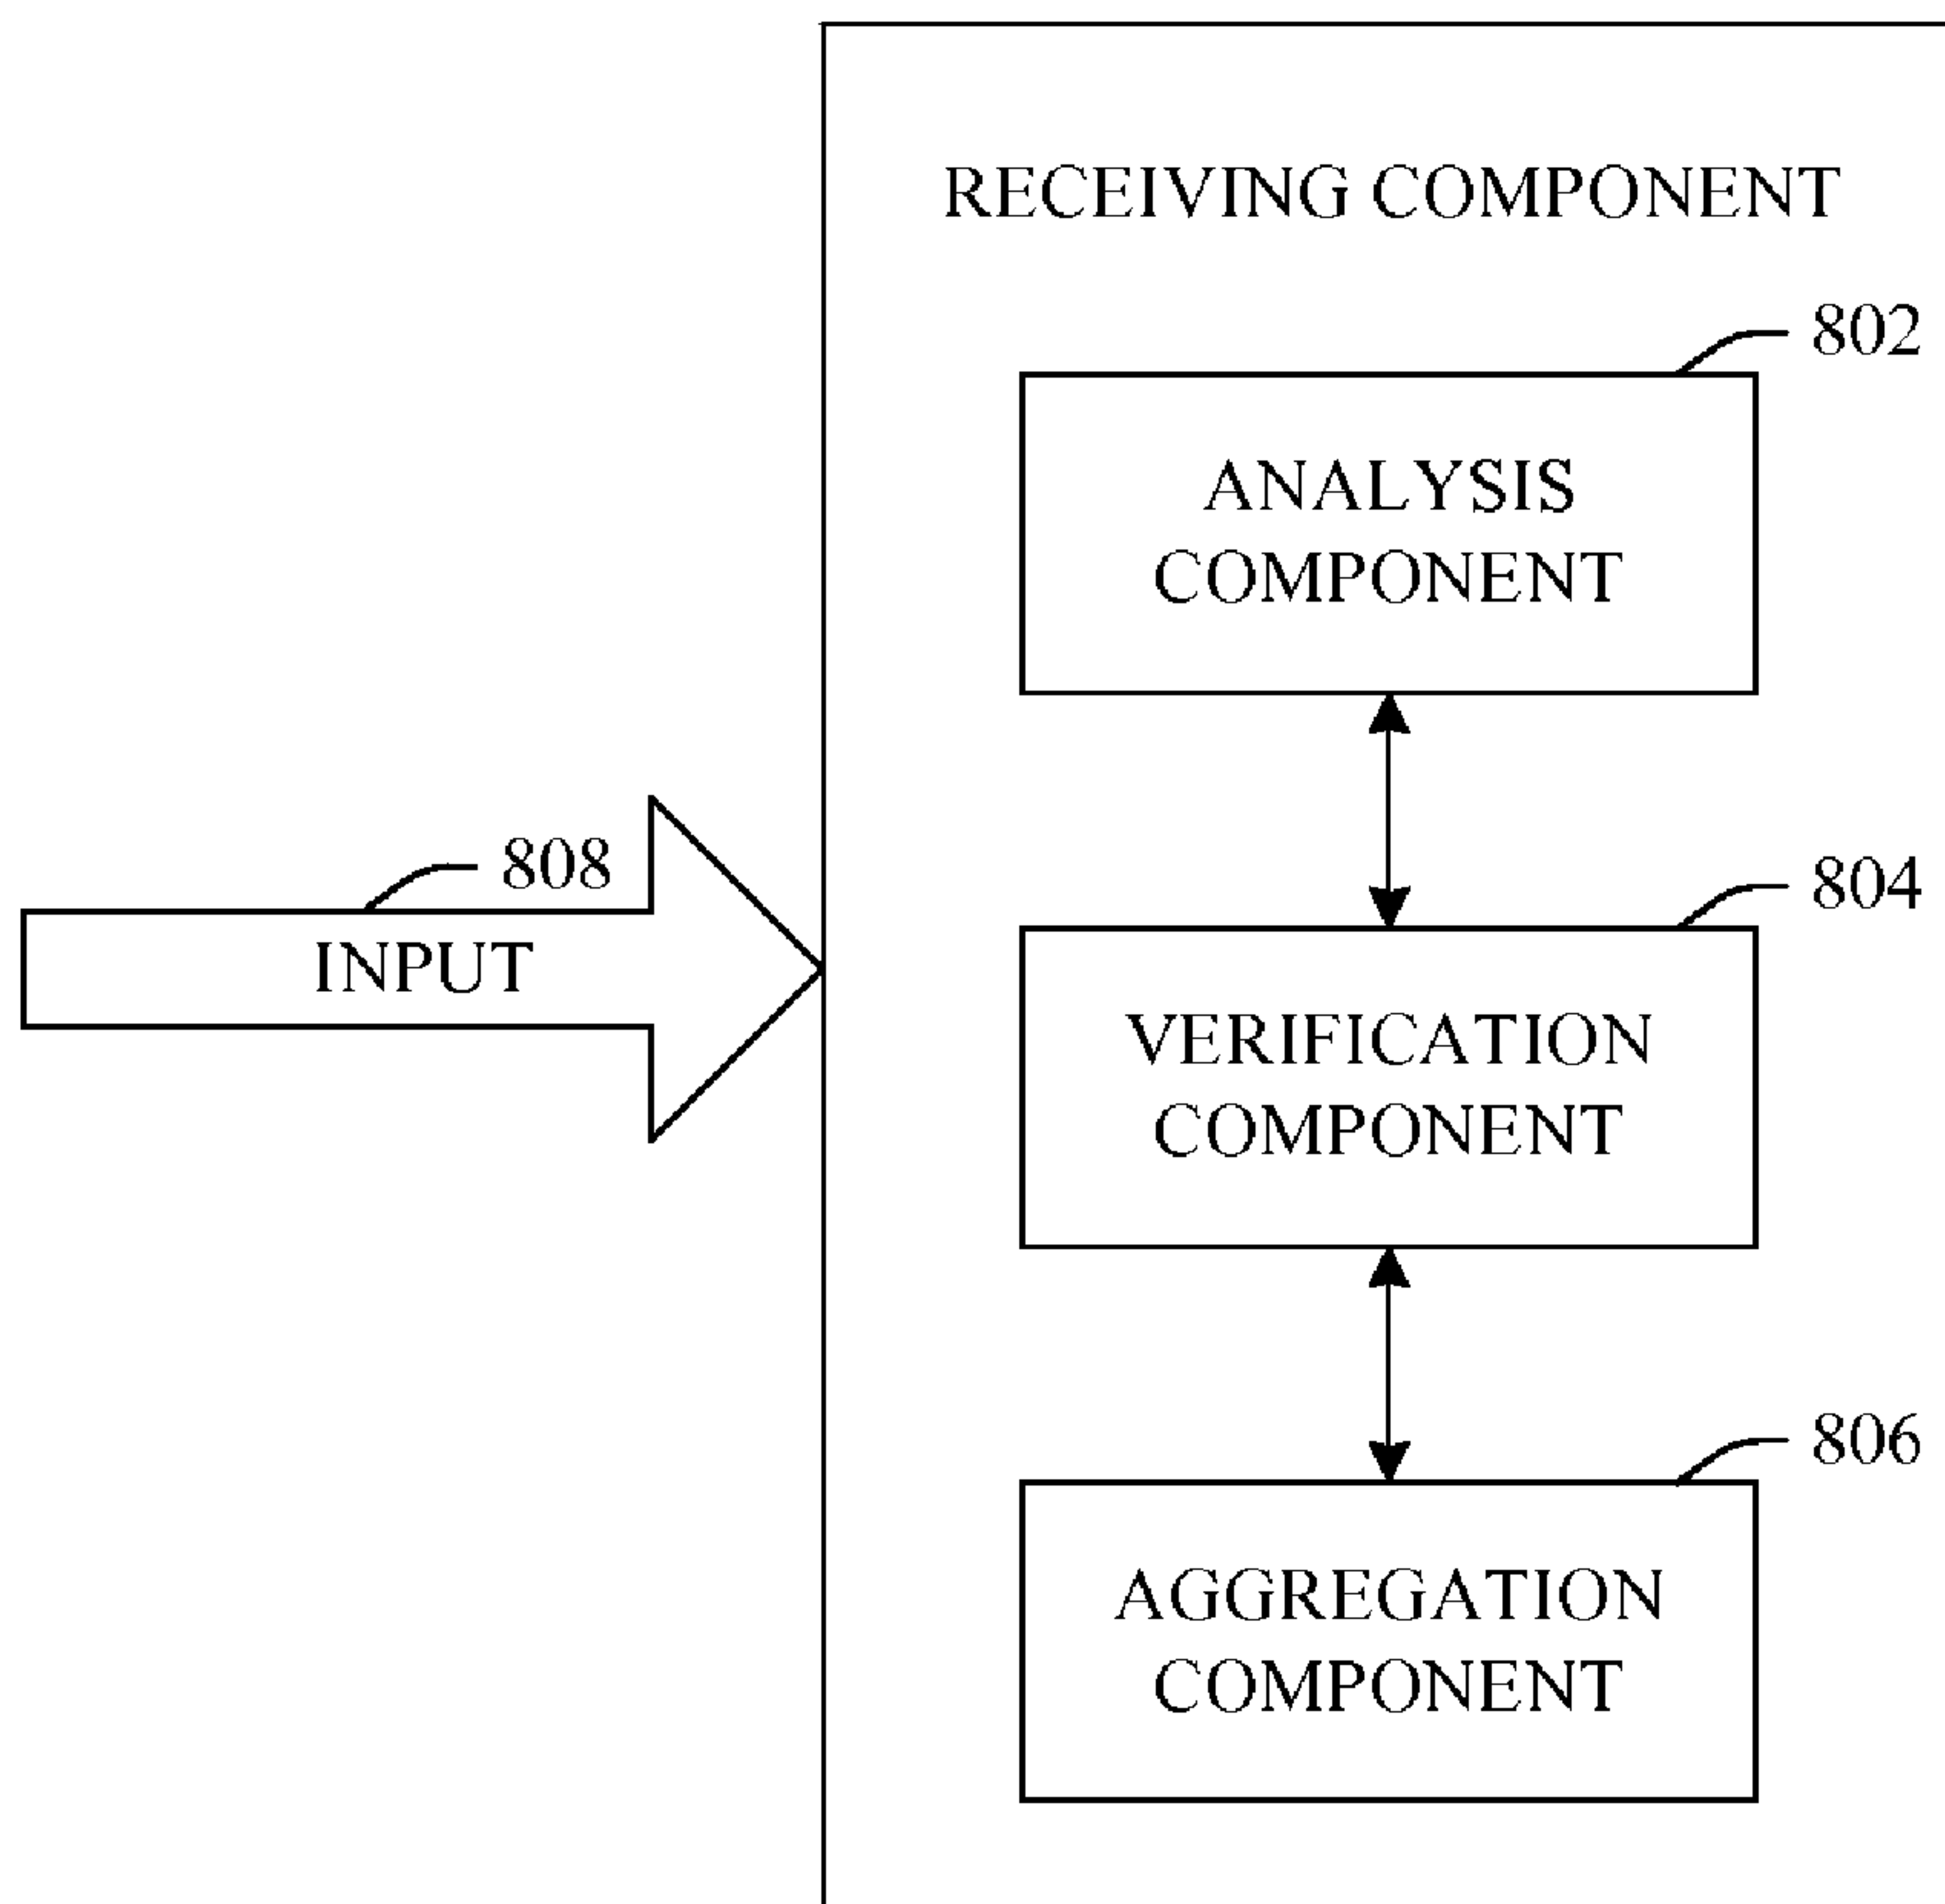 RECEIVING COMPONENT
802
ANALYSIS
COMPONENT
808
INPUT
804
VERIFICATION
COMPONENT
806
AGGREGATION
COMPONENT